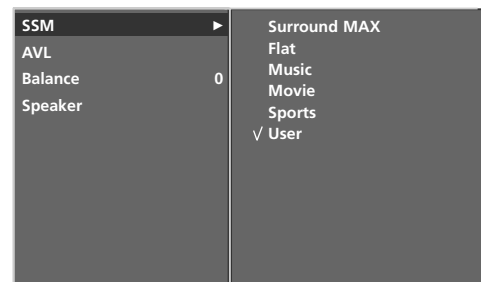 SSM ►
AVL
Balance 0
Speaker
Surround MAX
Flat
Music
Movie
Sports
√ User